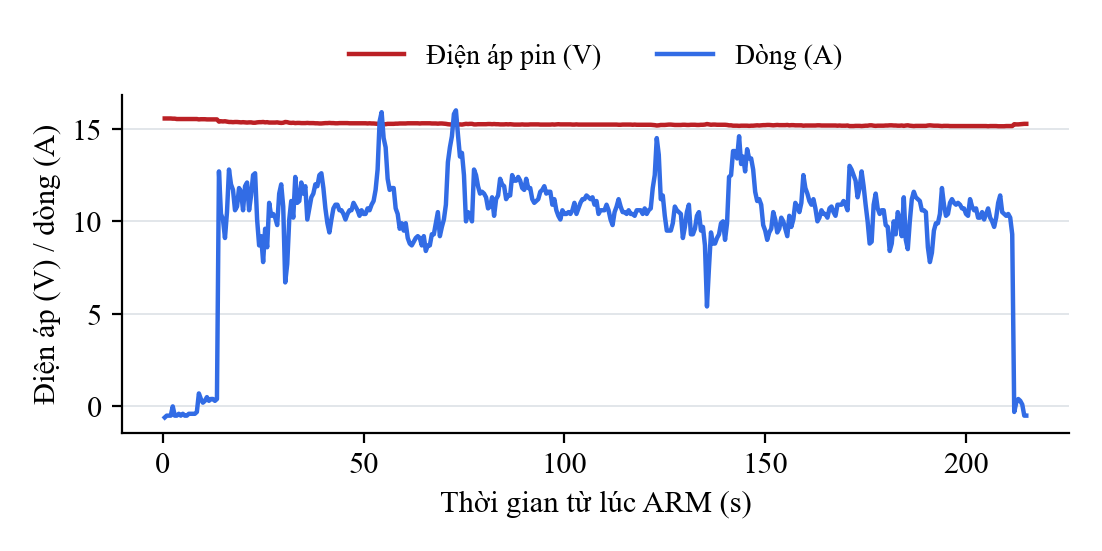 Điện áp pin (V) Dòng (A)
Điện áp (V) / dòng (A)
15
10
5
0
0 50 100 150 200
Thời gian từ lúc ARM (s)